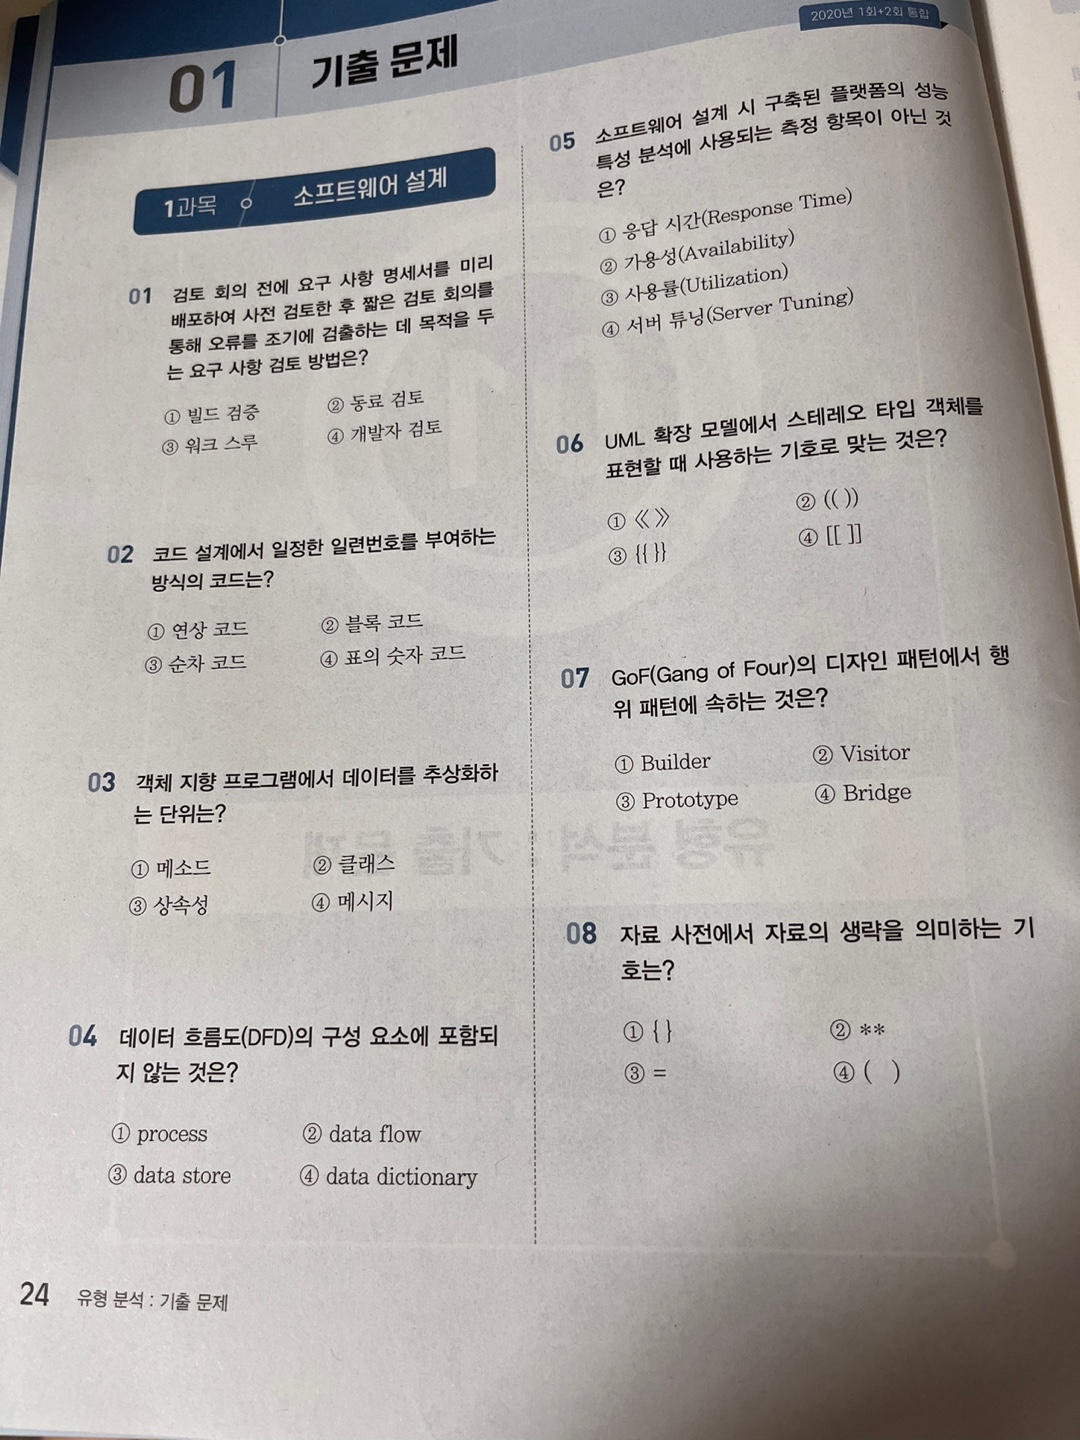 2020년 1회+2회 통합
01 기출 문제
1과목 소프트웨어 설계
01 검토 회의 전에 요구 사항 명세서를 미리
배포하여 사전 검토한 후 짧은 검토 회의를
통해 오류를 조기에 검출하는 데 목적을 두
는 요구 사항 검토 방법은?
① 빌드 검증 ② 동료 검토
③ 워크 스루 ④ 개발자 검토
02 코드 설계에서 일정한 일련번호를 부여하는
방식의 코드는?
① 연상 코드 ② 블록 코드
③ 순차 코드 ④ 표의 숫자 코드
03 객체 지향 프로그램에서 데이터를 추상화하
는 단위는?
① 메소드 ② 클래스
③ 상속성 ④ 메시지
04 데이터 흐름도(DFD)의 구성 요소에 포함되
지 않는 것은?
① process ② data flow
③ data store ④ data dictionary
05 소프트웨어 설계 시 구축된 플랫폼의 성능
특성 분석에 사용되는 측정 항목이 아닌 것
은?
① 응답 시간(Response Time)
② 가용성(Availability)
③ 사용률(Utilization)
④ 서버 튜닝(Server Tuning)
06 UML 확장 모델에서 스테레오 타입 객체를
표현할 때 사용하는 기호로 맞는 것은?
① 《 》 ② (( ))
③ {{ }} ④ [[ ]]
07 GoF(Gang of Four)의 디자인 패턴에서 행
위 패턴에 속하는 것은?
① Builder ② Visitor
③ Prototype ④ Bridge
08 자료 사전에서 자료의 생략을 의미하는 기
호는?
① { } ② **
③ = ④ ( )
24 유형 분석 : 기출 문제